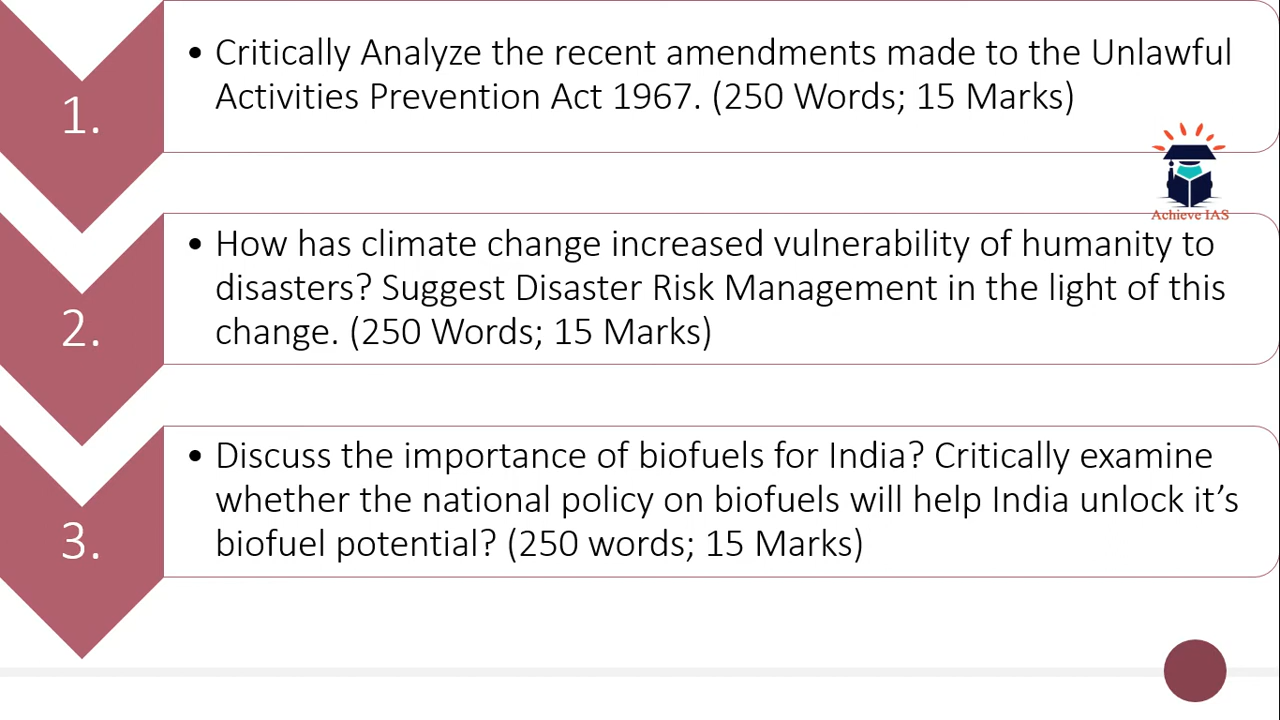 1.
• Critically Analyze the recent amendments made to the Unlawful
Activities Prevention Act 1967. (250 Words; 15 Marks)
Achieve IAS
2.
• How has climate change increased vulnerability of humanity to
disasters? Suggest Disaster Risk Management in the light of this
change. (250 Words; 15 Marks)
3.
• Discuss the importance of biofuels for India? Critically examine
whether the national policy on biofuels will help India unlock it’s
biofuel potential? (250 words; 15 Marks)